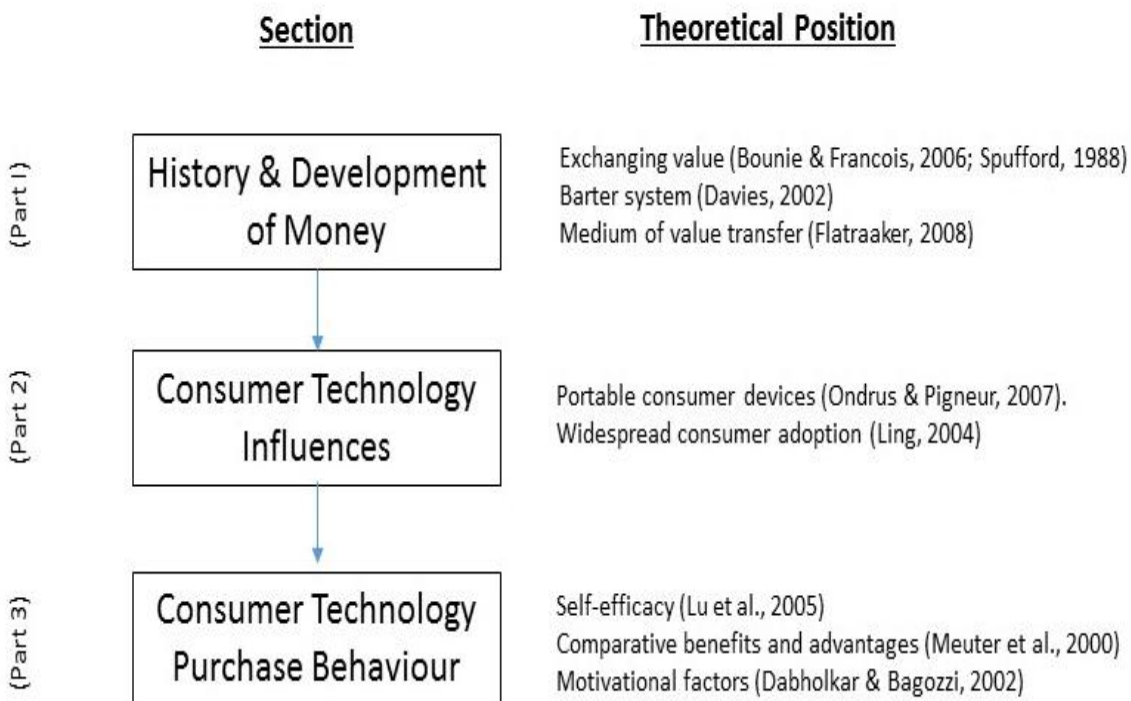 Section
Theoretical Position
(Part I)
History & Development
of Money
Exchanging value (Bounie & Francois, 2006; Spufford, 1988)
Barter system (Davies, 2002)
Medium of value transfer (Flatraaker, 2008)
(Part 2)
Consumer Technology
Influences
Portable consumer devices (Ondrus & Pigneur, 2007).
Widespread consumer adoption (Ling, 2004)
(Part 3)
Consumer Technology
Purchase Behaviour
Self-efficacy (Lu et al., 2005)
Comparative benefits and advantages (Meuter et al., 2000)
Motivational factors (Dabholkar & Bagozzi, 2002)